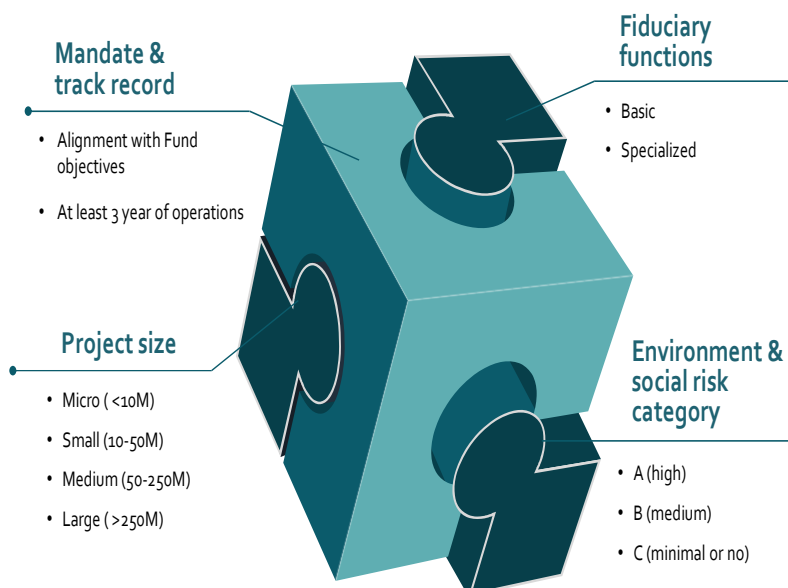 Mandate &
track record
• Alignment with Fund
objectives
• At least 3 year of operations
Fiduciary
functions
• Basic
• Specialized
Project size
• Micro ( <10M)
• Small (10-50M)
• Medium (50-250M)
• Large ( >250M)
Environment &
social risk
category
• A (high)
• B (medium)
• C (minimal or no)